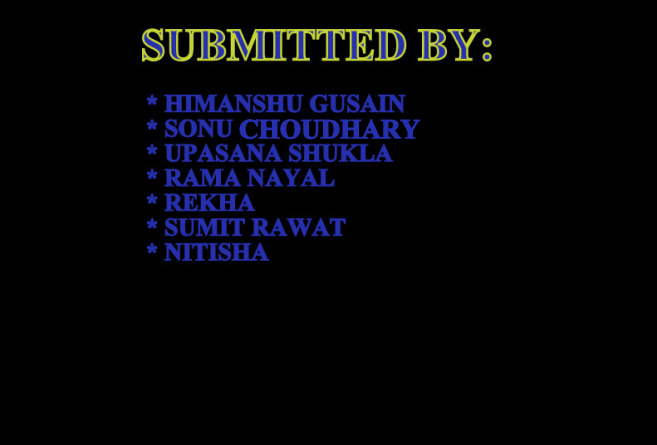 SUBMITTED BY:
* HIMANSHU GUSAIN
* SONU CHOUDHARY
* UPASANA SHUKLA
* RAMA NAYAL
* REKHA
* SUMIT RAWAT
* NITISHA